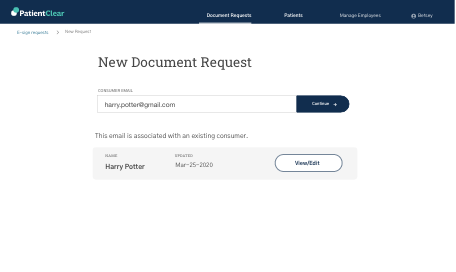 PatientClear
Document Requests
Patients
Manage Employees
Betsey
E-sign requests > New Request
New Document Request
CONSUMER EMAIL
harry.potter@gmail.com
Continue →
This email is associated with an existing consumer.
NAME
UPDATED
Harry Potter
Mar-25-2020
View/Edit